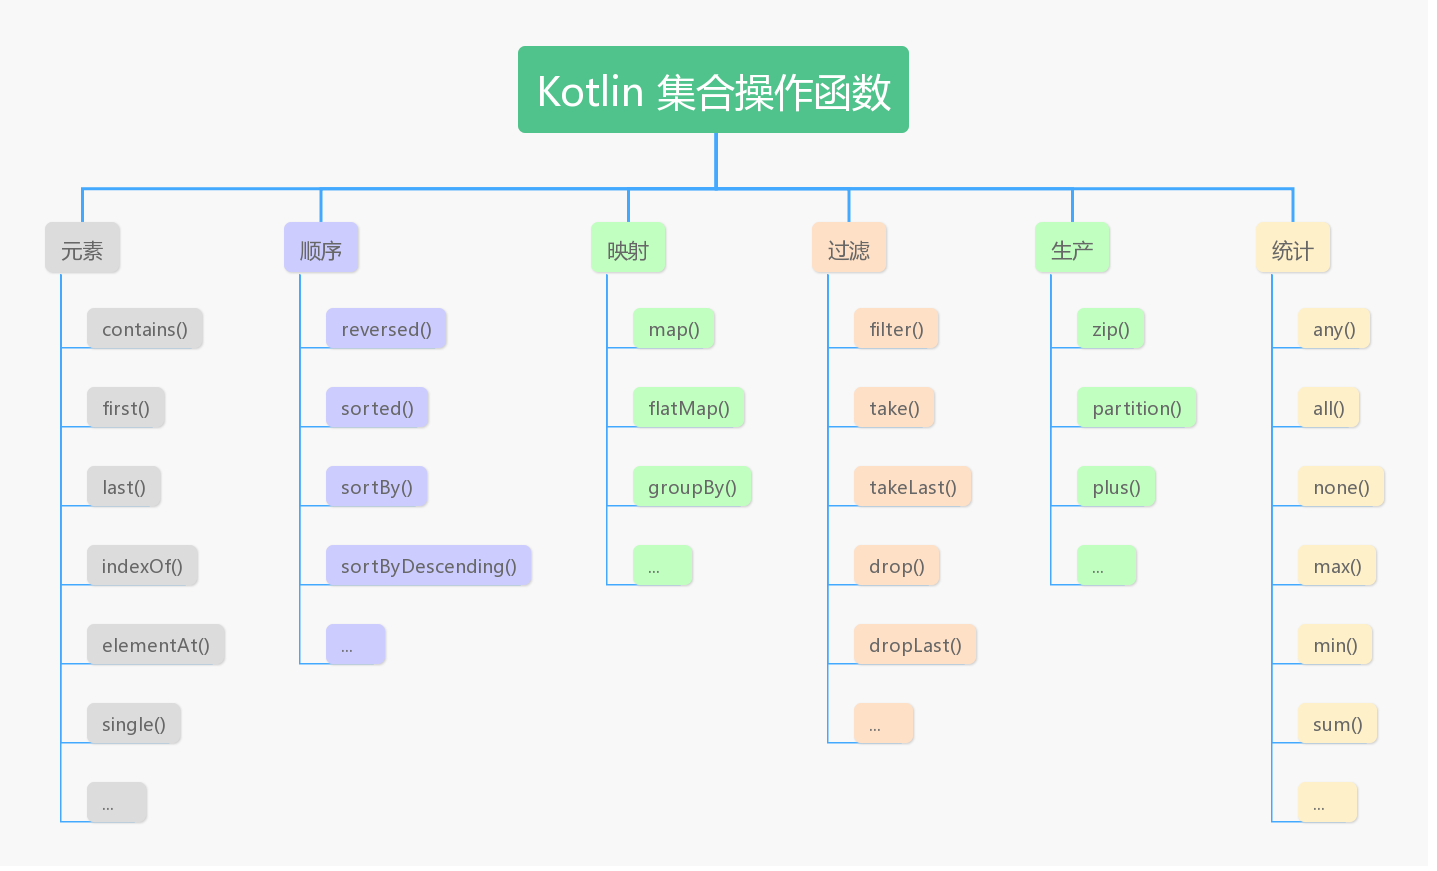 Kotlin 集合操作函数
元素
contains()
first()
last()
indexOf()
elementAt()
single()
...
顺序
reversed()
sorted()
sortBy()
sortByDescending()
...
映射
map()
flatMap()
groupBy()
...
过滤
filter()
take()
takeLast()
drop()
dropLast()
...
生产
zip()
partition()
plus()
...
统计
any()
all()
none()
max()
min()
sum()
...